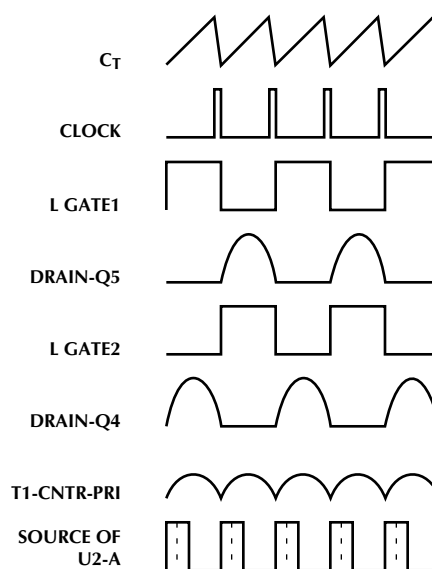 CT
CLOCK
L GATE1
DRAIN-Q5
L GATE2
DRAIN-Q4
T1-CNTR-PRI
SOURCE OF
U2-A